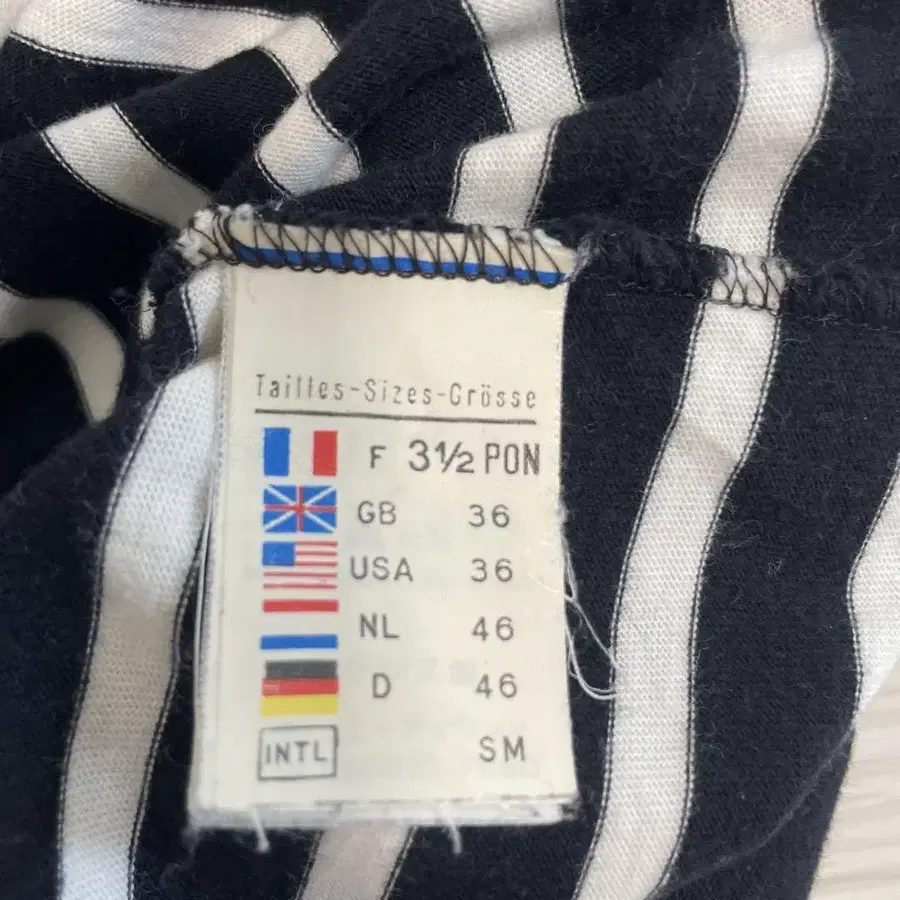 Tailles-Sizes-Grösse
F 3½ PON
GB 36
USA 36
NL 46
D 46
INTL SM